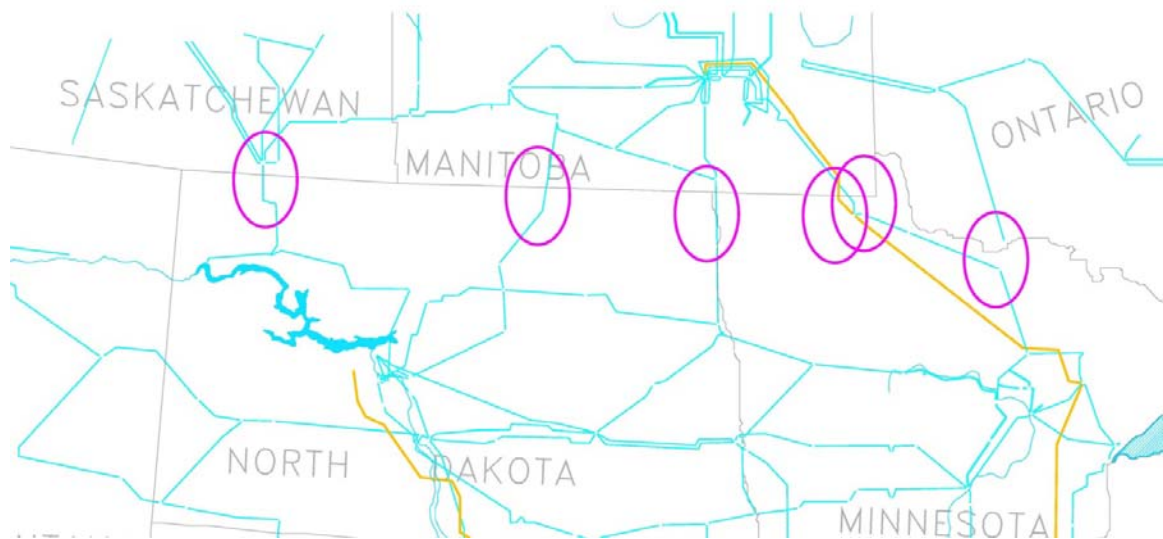 SASKATCHEWAN
MANITOBA
ONTARIO
NORTH DAKOTA
MINNESOTA